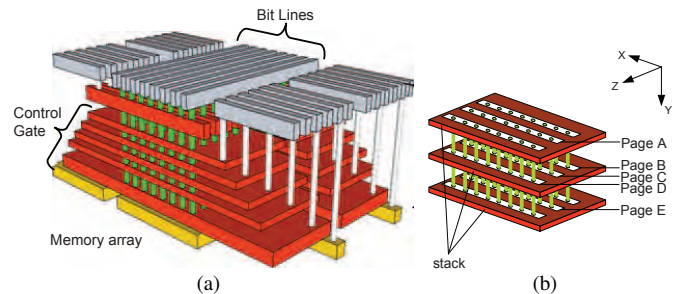 Bit Lines
Control
Gate
Memory array
(a)
X
Z
Y
Page A
Page B
Page C
Page D
Page E
stack
(b)